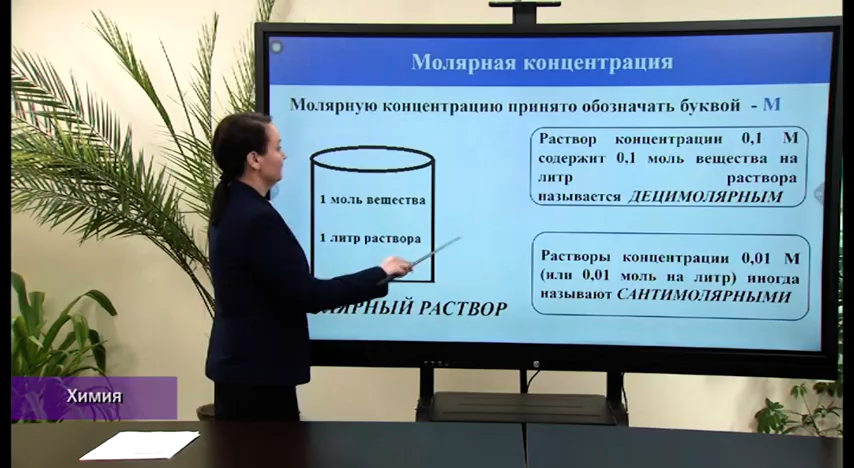 Молярная концентрация
Молярную концентрацию принято обозначать буквой - М
1 моль вещества
1 литр раствора
РАСТВОР
Раствор концентрации 0,1 М
содержит 0,1 моль вещества на
литр раствора
называется ДЕЦИМОЛЯРНЫМ
Растворы концентрации 0,01 М
(или 0,01 моль на литр) иногда
называют САНТИМОЛЯРНЫМИ
Химия